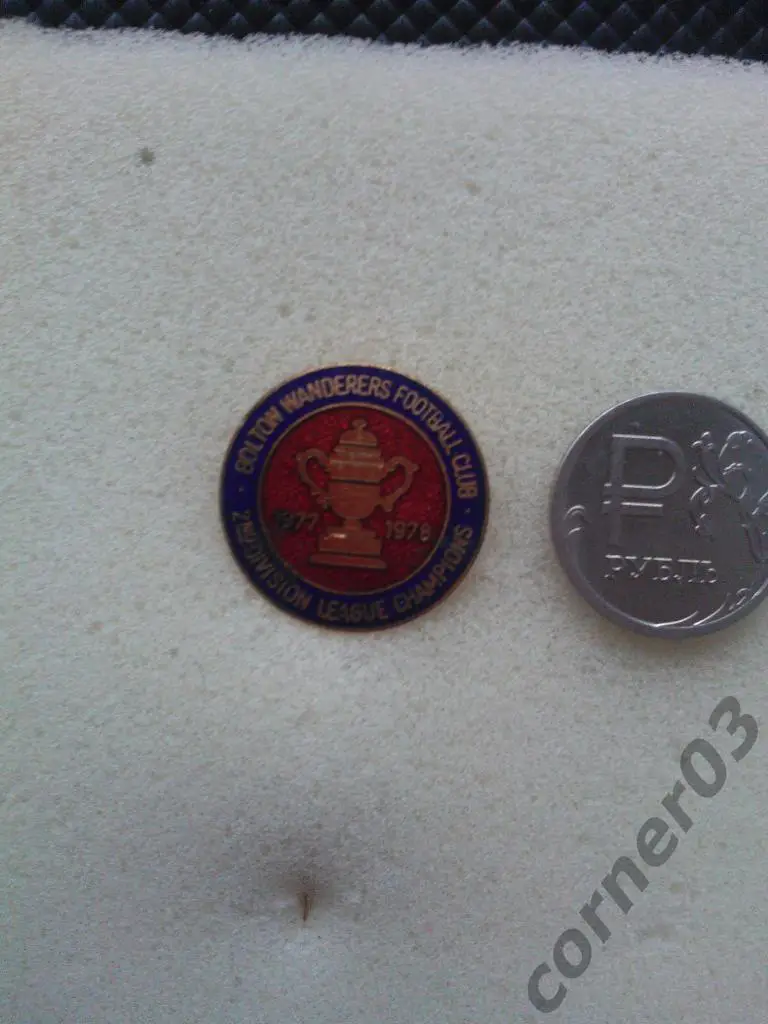 BOLTON WANDERERS FOOTBALL CLUB
1977 1978
2ND DIVISION LEAGUE CHAMPIONS
РУБЛЬ
corner03